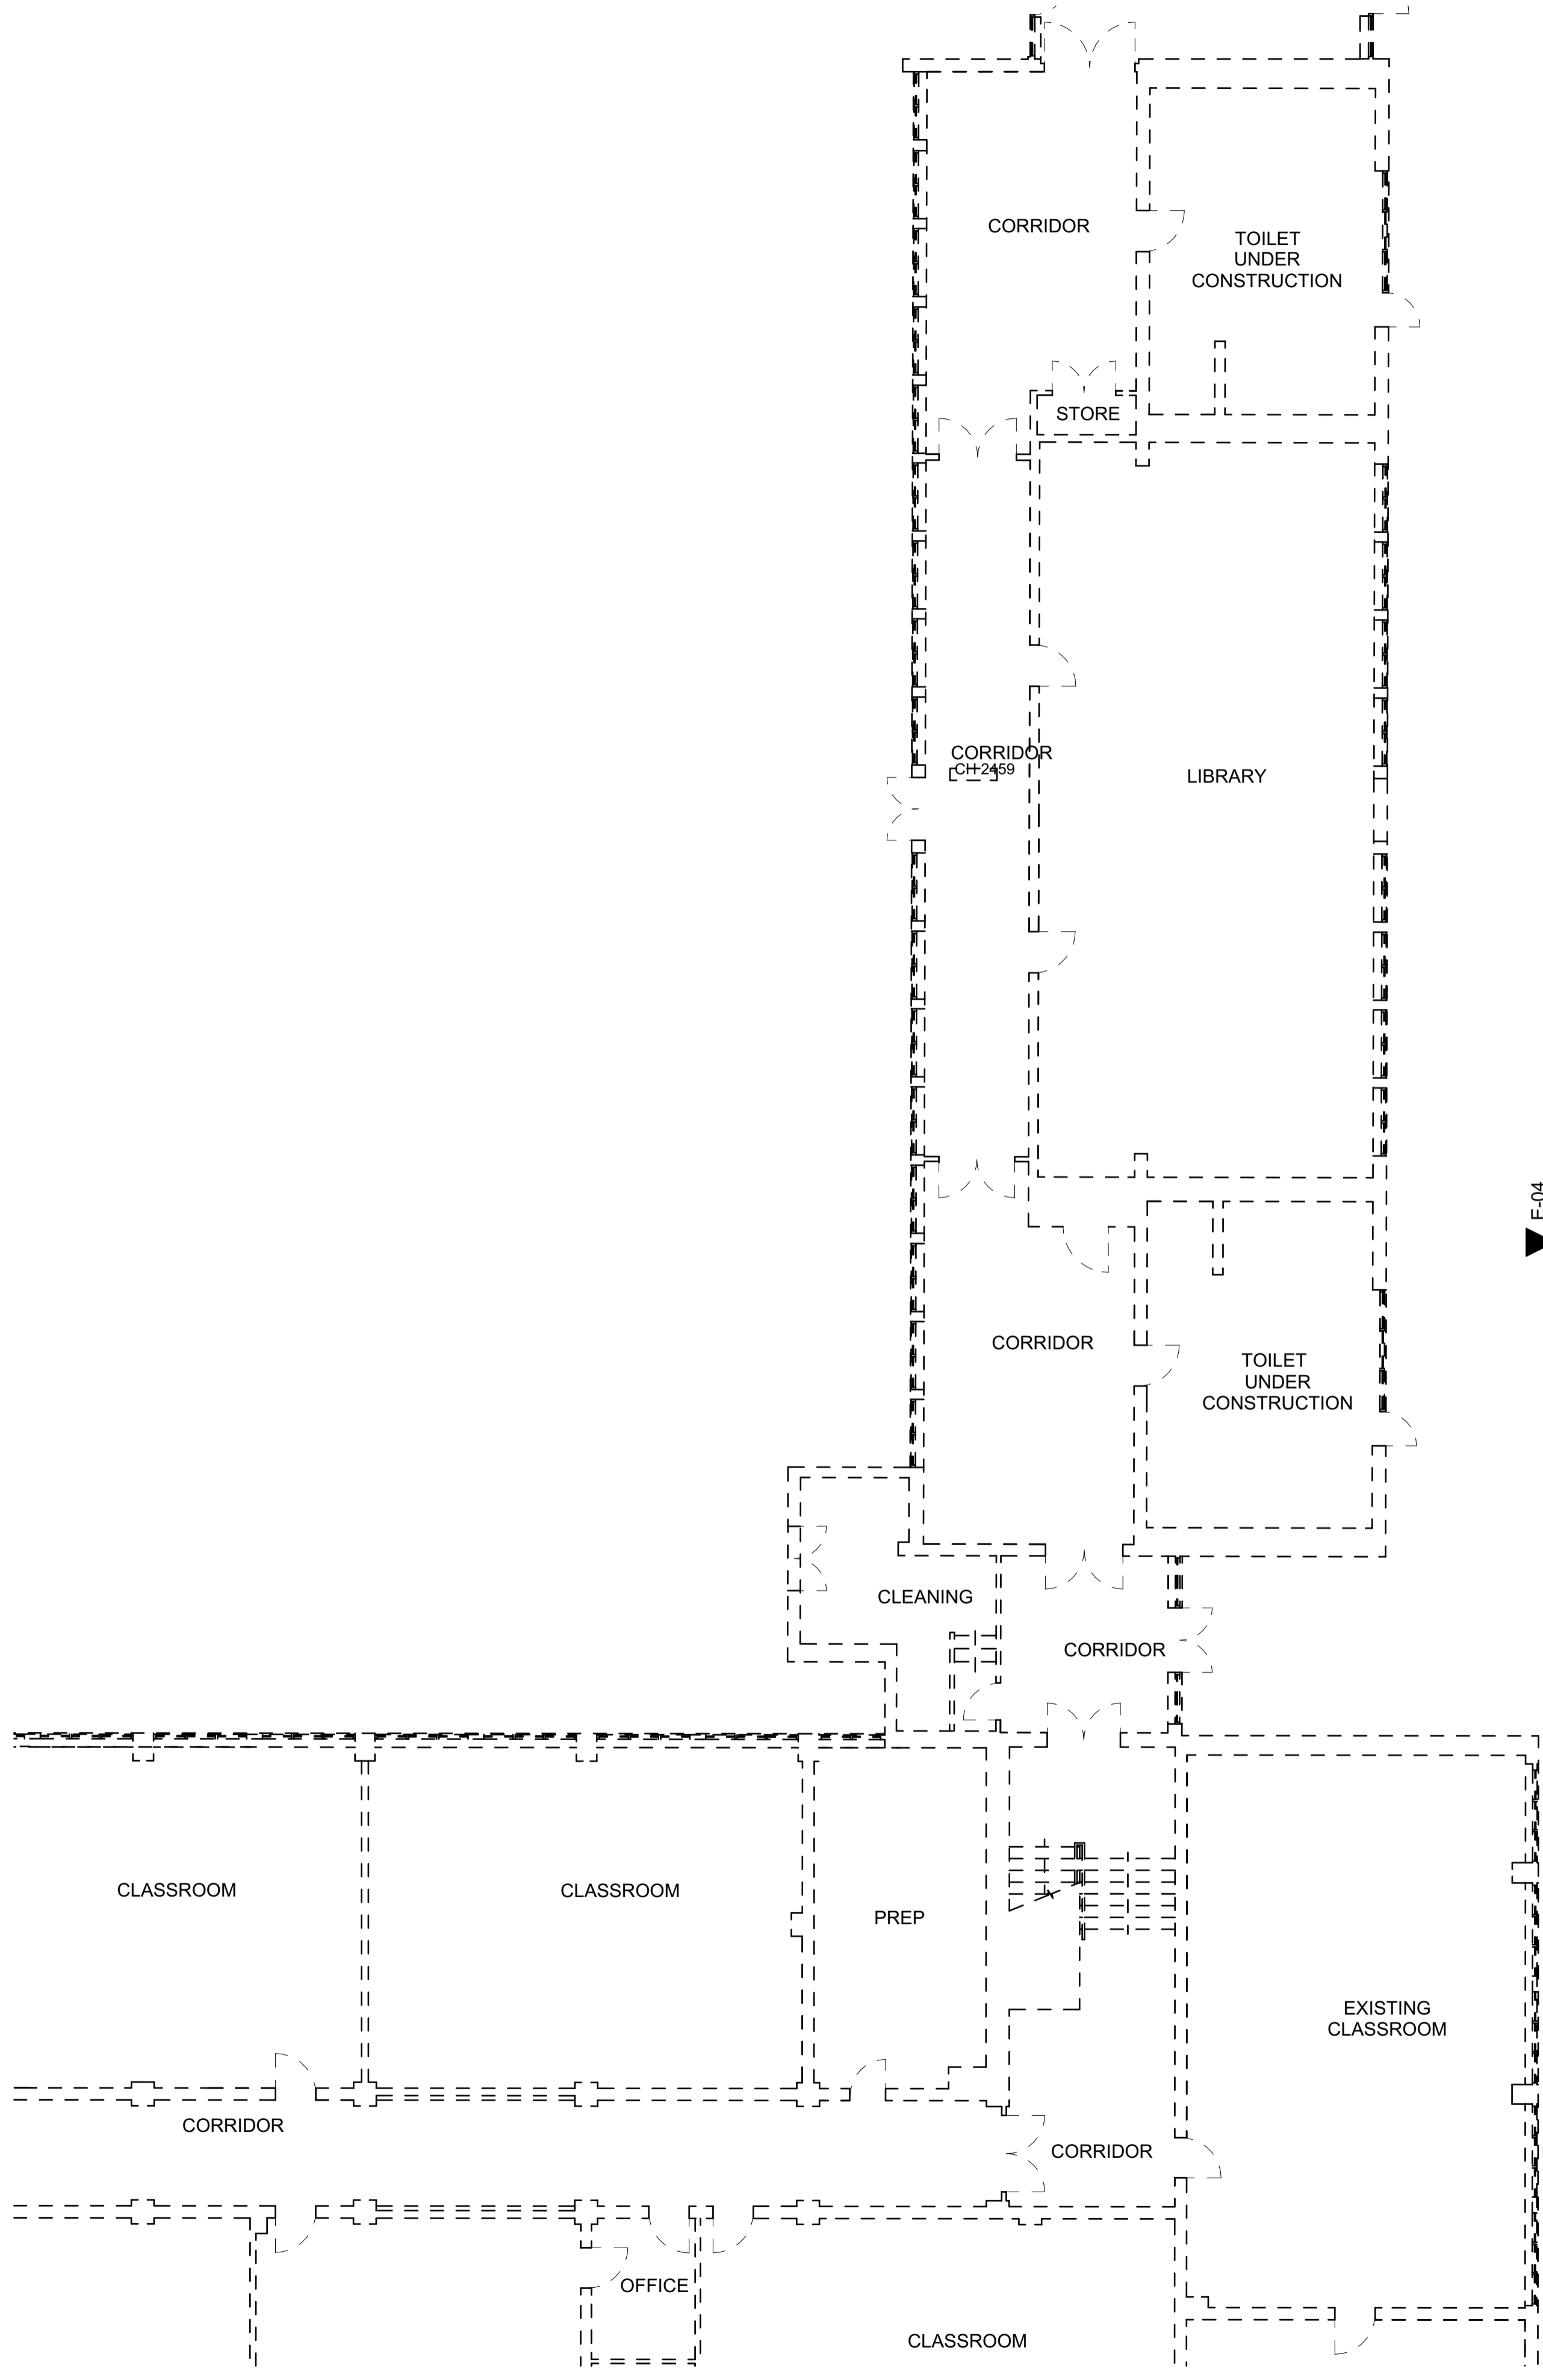 CORRIDOR
TOILET
UNDER
CONSTRUCTION
STORE
CORRIDOR
CH 2459
LIBRARY
E-04
CORRIDOR
TOILET
UNDER
CONSTRUCTION
CLEANING
CORRIDOR
CLASSROOM
CLASSROOM
PREP
EXISTING
CLASSROOM
CORRIDOR
CORRIDOR
OFFICE
CLASSROOM